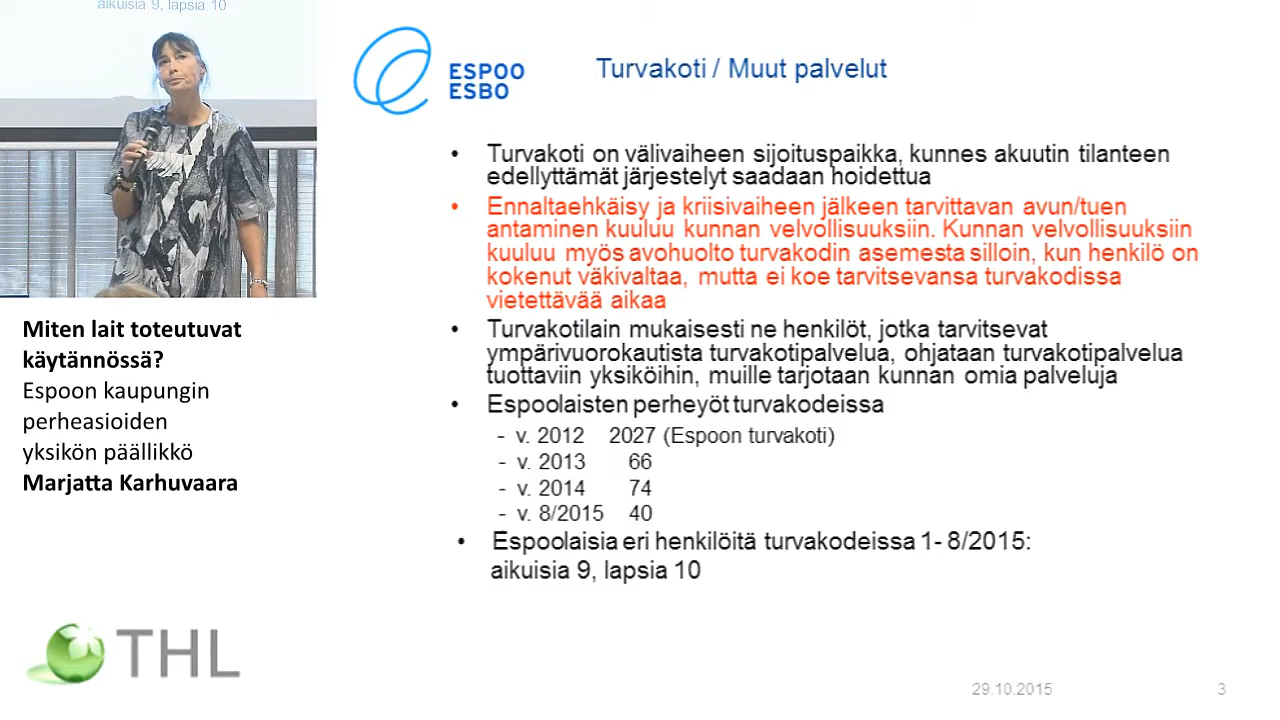 aikuisia 9, lapsia 10
ESPOO
ESBO
Turvakoti / Muut palvelut
• Turvakoti on välivaiheen sijoituspaikka, kunnes akuutin tilanteen
edellyttämät järjestelyt saadaan hoidettua
• Ennaltaehkäisy ja kriisivaiheen jälkeen tarvittavan avun/tuen
antaminen kuuluu kunnan velvollisuuksiin. Kunnan velvollisuuksiin
kuuluu myös avohuolto turvakodin asemesta silloin, kun henkilö on
kokenut väkivaltaa, mutta ei koe tarvitsevansa turvakodissa
vietettävää aikaa
• Turvakotilain mukaisesti ne henkilöt, jotka tarvitsevat
ympärivuorokautista turvakotipalvelua, ohjataan turvakotipalvelua
tuottaviin yksiköihin, muille tarjotaan kunnan omia palveluja
• Espoolaisten perheyöt turvakodeissa
- v. 2012 2027 (Espoon turvakoti)
- v. 2013 66
- v. 2014 74
- v. 8/2015 40
• Espoolaisia eri henkilöitä turvakodeissa 1- 8/2015:
aikuisia 9, lapsia 10
Miten lait toteutuvat
käytännössä?
Espoon kaupungin
perheasioiden
yksikön päällikkö
Marjatta Karhuvaara
THL
29.10.2015 3